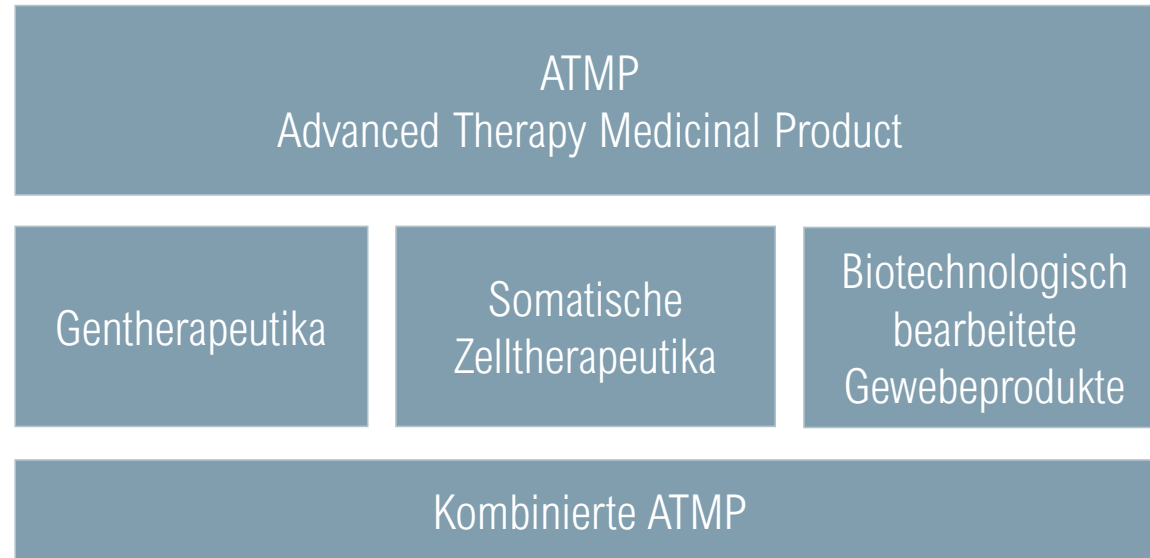 ATMP
Advanced Therapy Medicinal Product
Gentherapeutika
Somatische
Zelltherapeutika
Biotechnologisch
bearbeitete
Gewebeprodukte
Kombinierte ATMP